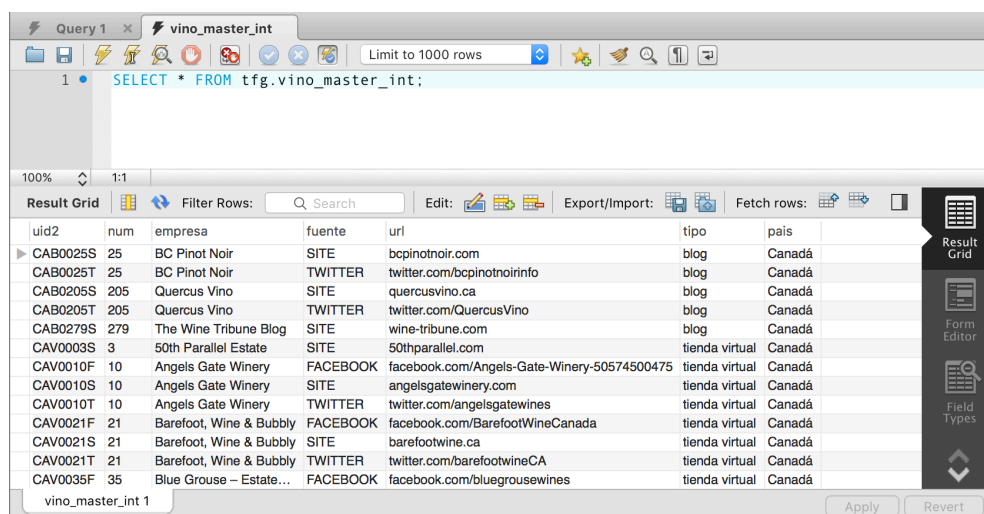 Query 1 vino_master_int
Limit to 1000 rows
1 SELECT * FROM tfg.vino_master_int;
100% 1:1
Result Grid Filter Rows: Search Edit: Export/Import: Fetch rows:
uid2 num empresa fuente url tipo pais
CAB0025S 25 BC Pinot Noir SITE bcpinotnoir.com blog Canadá
CAB0025T 25 BC Pinot Noir TWITTER twitter.com/bcpinotnoirinfo blog Canadá
CAB0205S 205 Quercus Vino SITE quercusvino.ca blog Canadá
CAB0205T 205 Quercus Vino TWITTER twitter.com/QuercusVino blog Canadá
CAB0279S 279 The Wine Tribune Blog SITE wine-tribune.com blog Canadá
CAV0003S 3 50th Parallel Estate SITE 50thparallel.com tienda virtual Canadá
CAV0010F 10 Angels Gate Winery FACEBOOK facebook.com/Angels-Gate-Winery-50574500475 tienda virtual Canadá
CAV0010S 10 Angels Gate Winery SITE angelsgatewinery.com tienda virtual Canadá
CAV0010T 10 Angels Gate Winery TWITTER twitter.com/angelsgatewines tienda virtual Canadá
CAV0021F 21 Barefoot, Wine & Bubbly FACEBOOK facebook.com/BarefootWineCanada tienda virtual Canadá
CAV0021S 21 Barefoot, Wine & Bubbly SITE barefootwine.ca tienda virtual Canadá
CAV0021T 21 Barefoot, Wine & Bubbly TWITTER twitter.com/barefootwineCA tienda virtual Canadá
CAV0035F 35 Blue Grouse – Estate... FACEBOOK facebook.com/bluegrousewines tienda virtual Canadá
Result
Grid
Form
Editor
Field
Types
vino_master_int 1
Apply Revert